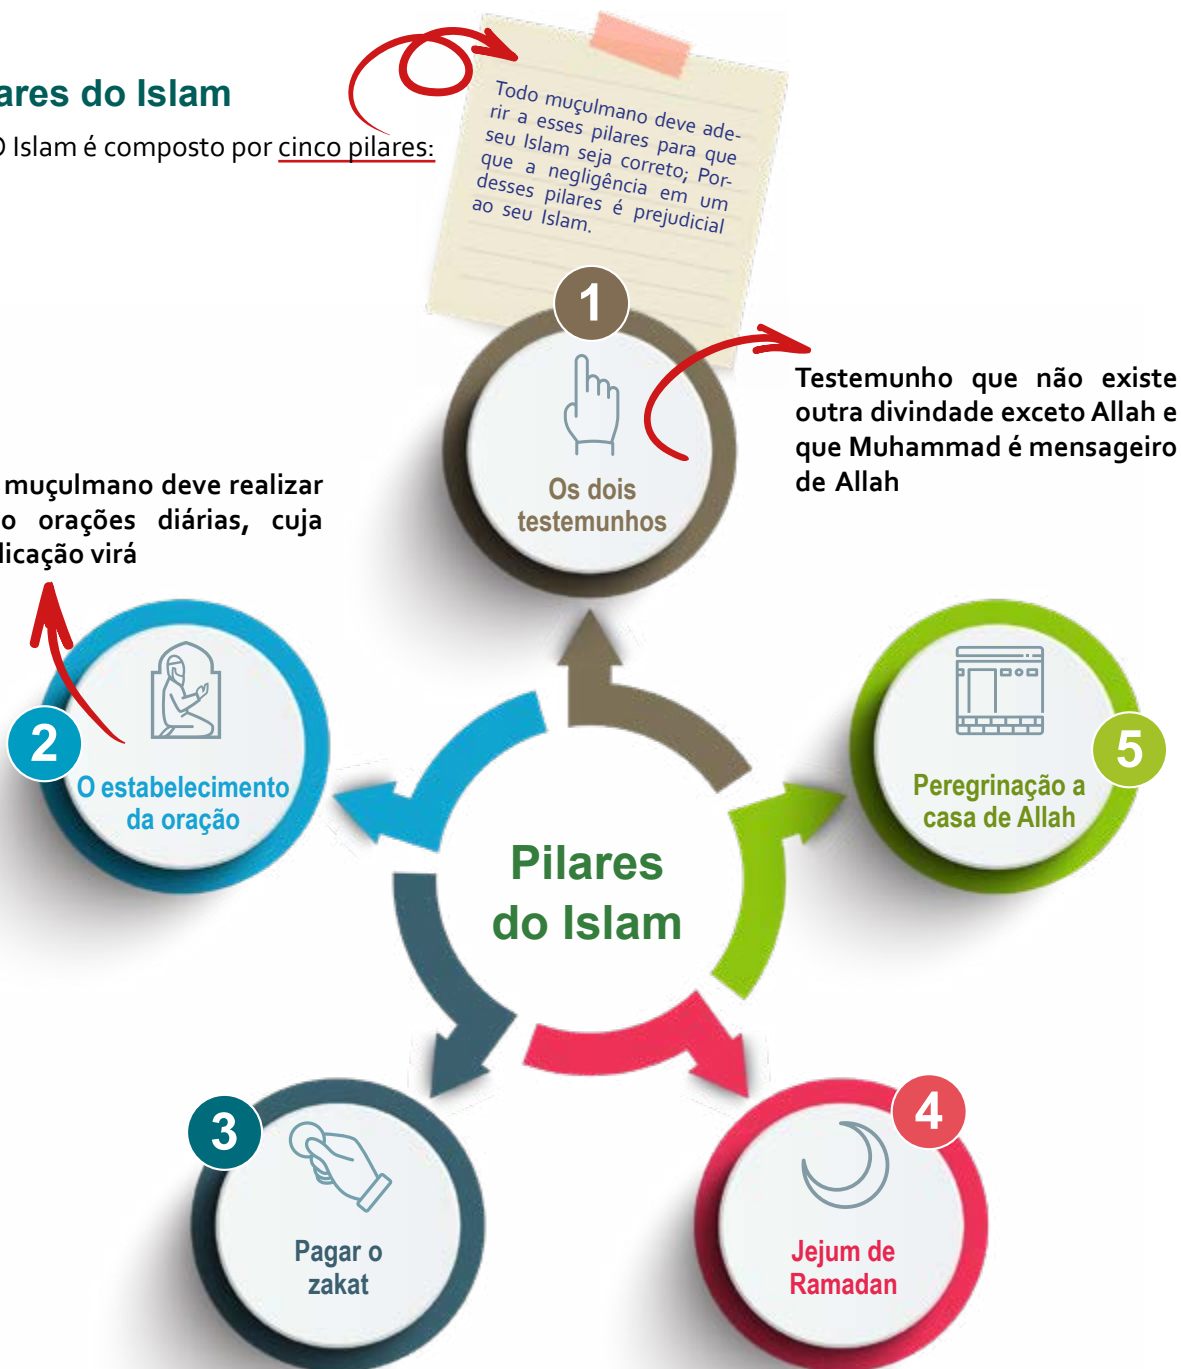 ares do Islam
O Islam é composto por cinco pilares:
Todo muçulmano deve ade-
rir a esses pilares para que
seu Islam seja correto; Por-
que a negligência em um
desses pilares é prejudicial
ao seu Islam.
1
Os dois
testemunhos
Testemunho que não existe
outra divindade exceto Allah e
que Muhammad é mensageiro
de Allah
muçulmano deve realizar
o orações diárias, cuja
licação virá
2
O estabelecimento
da oração
5
Peregrinação a
casa de Allah
Pilares
do Islam
3
Pagar o
zakat
4
Jejum de
Ramadan